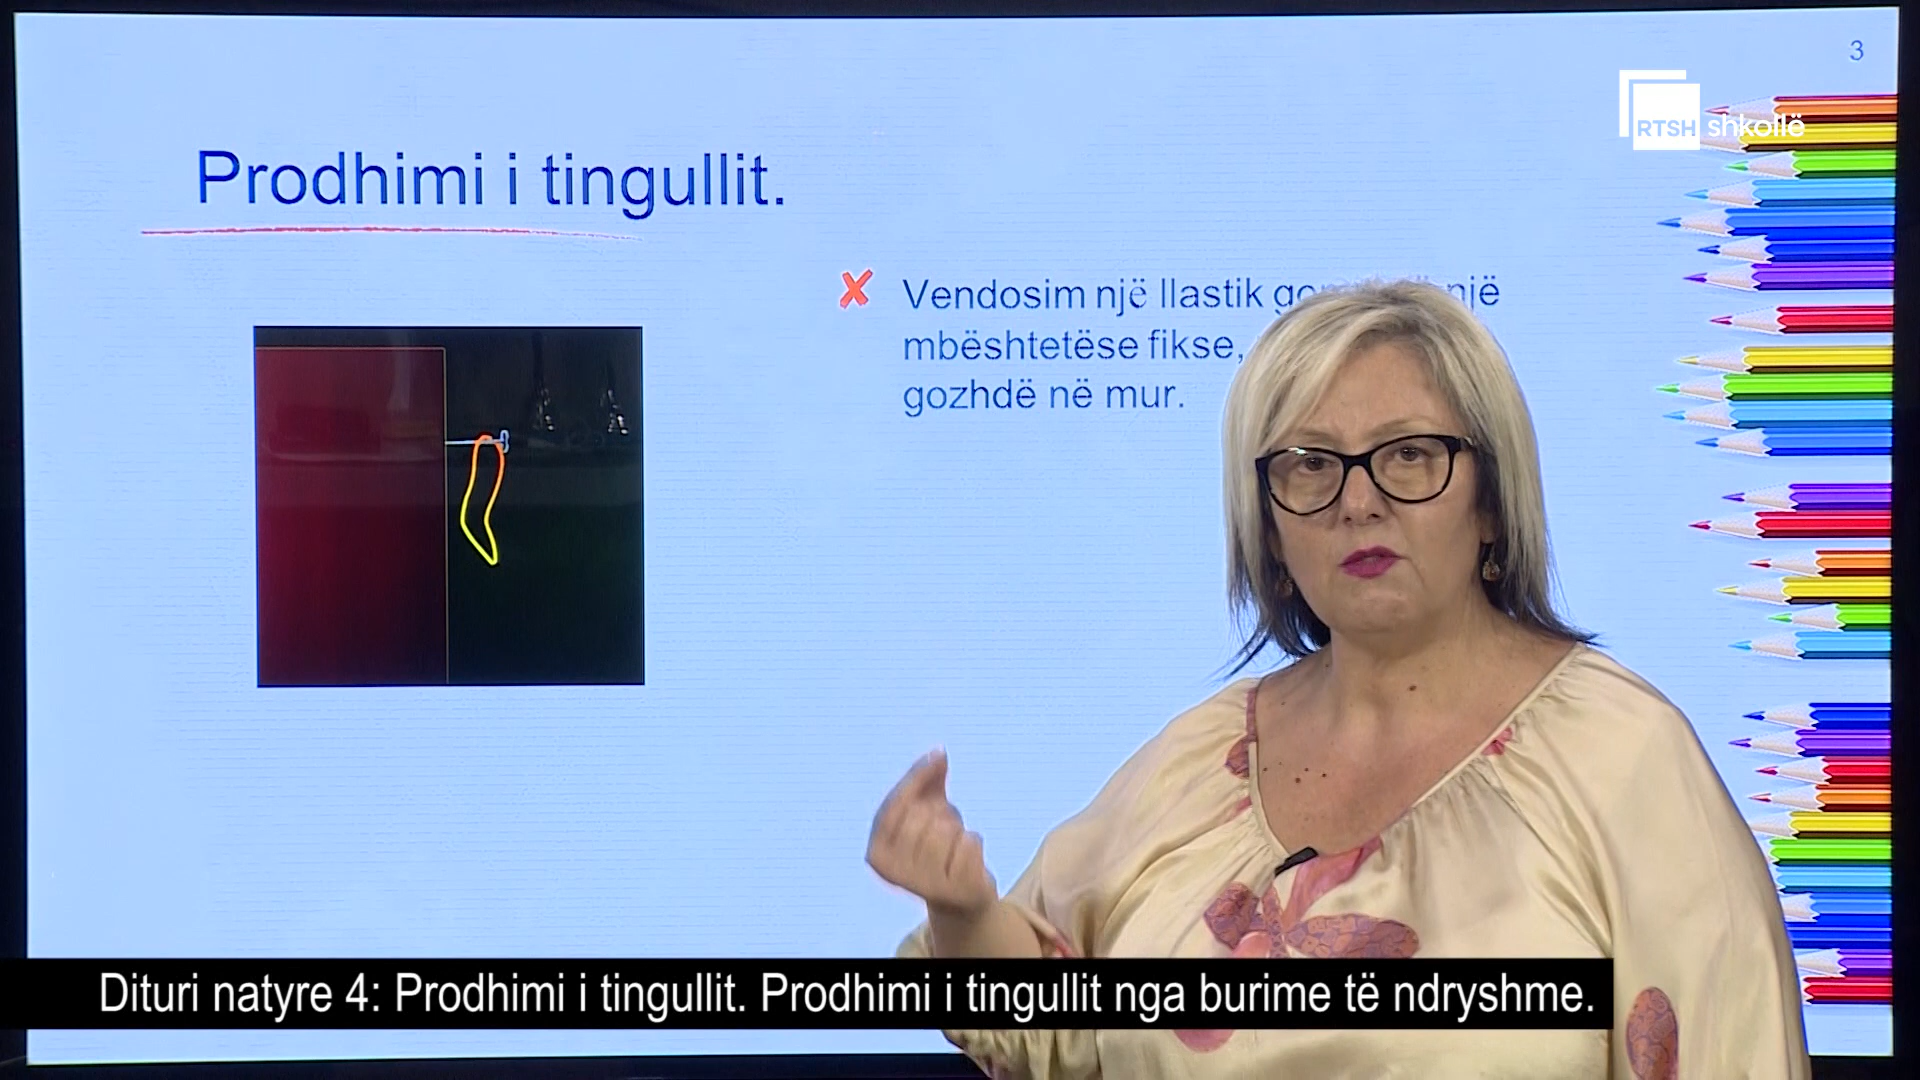 3
RTSH shkollë
Prodhimi i tingullit.
Vendosim një llastik një
mbështetëse fikse,
gozhdë në mur.
Dituri natyre 4: Prodhimi i tingullit. Prodhimi i tingullit nga burime të ndryshme.